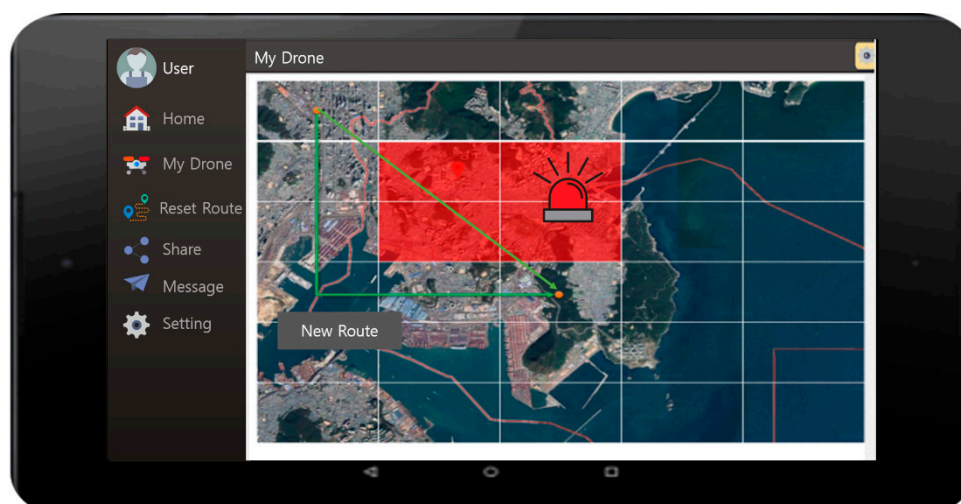 User
My Drone
Home
My Drone
Reset Route
Share
Message
Setting
New Route